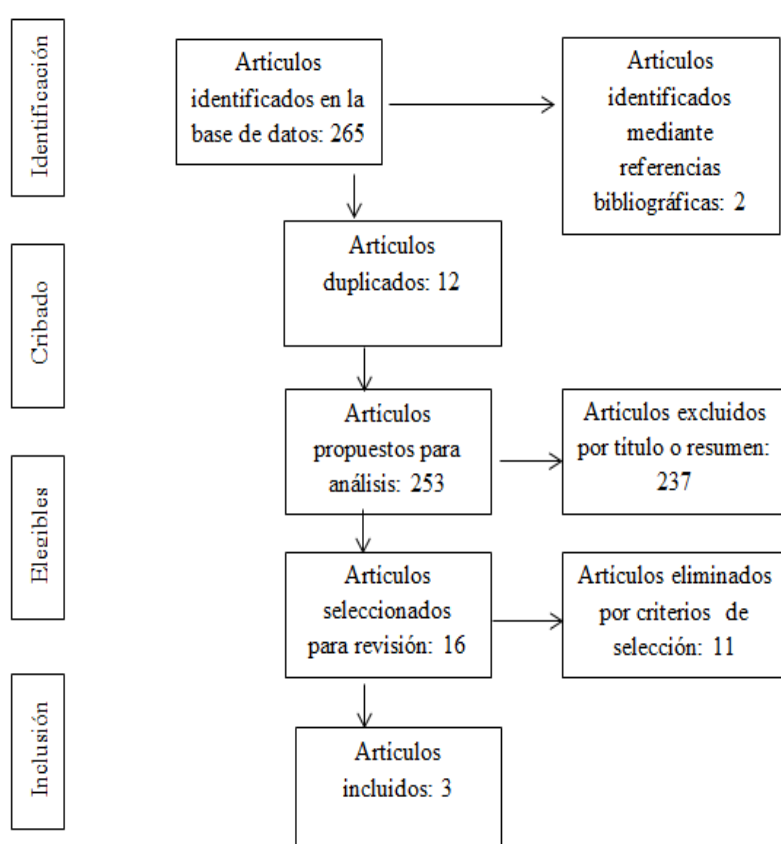 Identificación
Artículos
identificados en la
base de datos: 265
Artículos
identificados
mediante
referencias
bibliográficas: 2
Cribado
Artículos
duplicados: 12
Artículos
propuestos para
análisis: 253
Artículos excluidos
por título o resumen:
237
Elegibles
Artículos
seleccionados
para revisión: 16
Artículos eliminados
por criterios de
selección: 11
Inclusión
Artículos
incluidos: 3